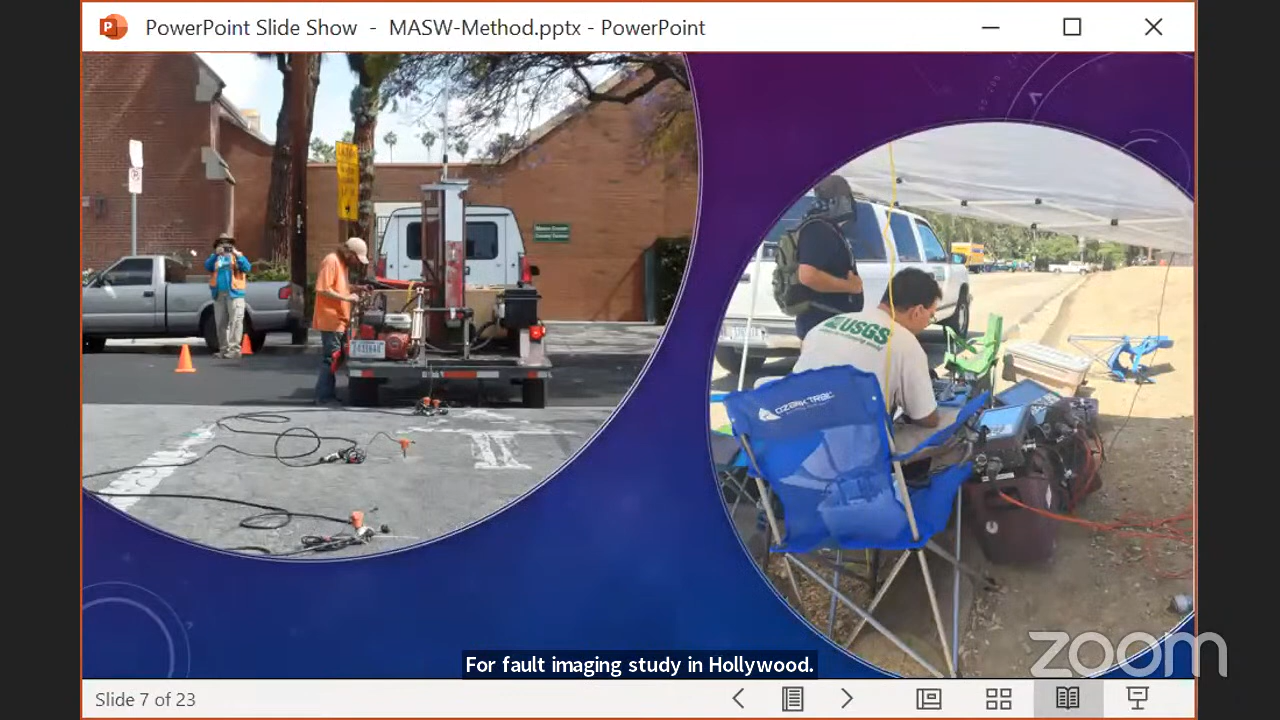 PowerPoint Slide Show - MASW-Method.pptx - PowerPoint
USGS
OZARK TRAIL
For fault imaging study in Hollywood.
zoom
Slide 7 of 23